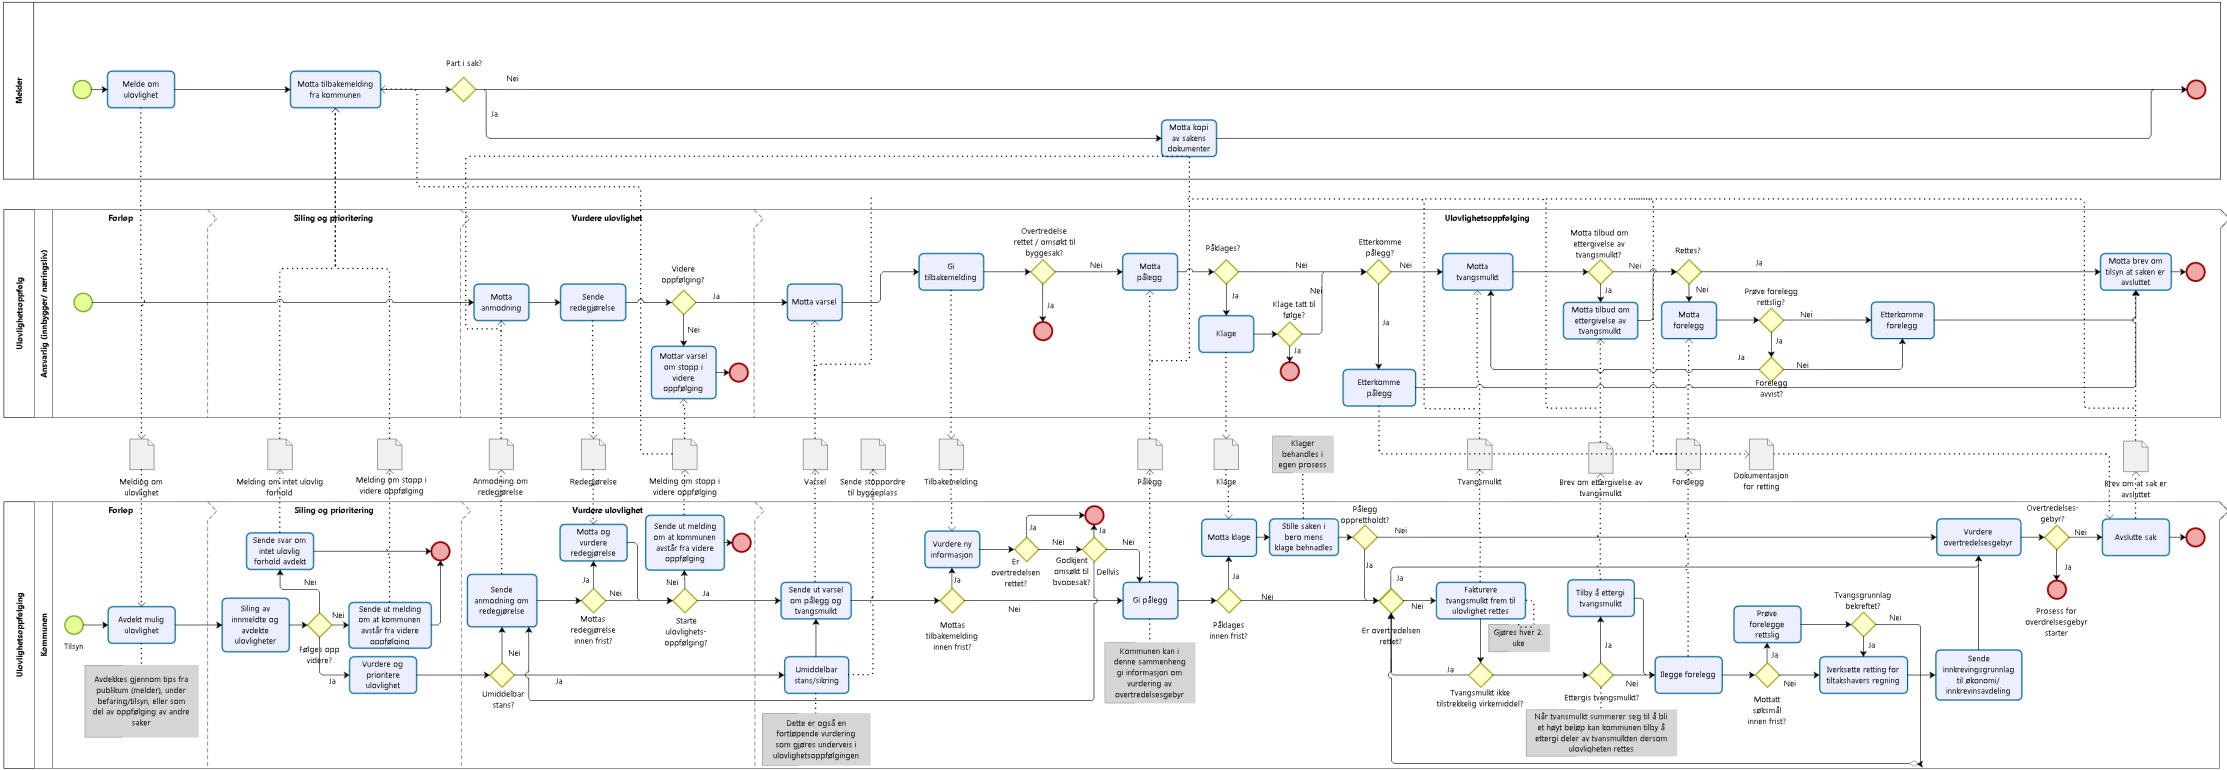 Melder
Melde om
ulovlighet
Motta tilbakemelding
fra kommunen
Part i sak?
Nei
Ja
Motta kopi
av sakens
dokumenter
Ulovlighetsoppfølg
Ansvarlig (innbygger/ næringsliv)
Forløp
Siling og prioritering
Vurdere ulovlighet
Ulovlighetsoppfølging
Motta
anmodning
Sende
redegjørelse
Videre
oppfølging?
Ja
Nei
Mottar varsel
om stopp i
videre
oppfølging
Motta varsel
Gi
tilbakemelding
Overtredelse
rettet / omsøkt til
byggesak?
Nei
Ja
Motta
pålegg
Påklages?
Nei
Ja
Klage
Klage tatt til
følge?
Nei
Ja
Etterkomme
pålegg?
Nei
Ja
Etterkomme
pålegg
Motta
tvangsmulkt
Motta tilbud om
ettergivelse av
tvangsmulkt?
Nei
Ja
Motta tilbud om
ettergivelse av
tvangsmulkt
Rettes?
Ja
Nei
Motta
forelegg
Prøve forelegg
rettslig?
Nei
Ja
Ja
Nei
Forelegg
avvist?
Etterkomme
forelegg
Motta brev om
tilsyn at saken er
avsluttet
Melding om
ulovlighet
Melding om intet ulovlig
forhold
Melding om stopp i
videre oppfølging
Anmodning om
redegjørelse
Redegjørelse
Melding om stopp i
videre oppfølging
Varsel
Sende stoppordre
til byggeplass
Tilbakemelding
Pålegg
Klage
Klager
behandles i
egen prosess
Tvangsmulkt
Brev om ettergivelse av
tvangsmulkt
Forelegg
Dokumentasjon
for retting
Brev om at sak er
avsluttet
Ulovlighetsoppfølging
Kommunen
Forløp
Siling og prioritering
Vurdere ulovlighet
Tilsyn
Avdekt mulig
ulovlighet
Avdekkes gjennom tips fra
publikum (melder), under
befaring/tilsyn, eller som
del av oppfølging av andre
saker
Sende svar om
intet ulovlig
forhold avdekt
Siling av
innmeldte og
avdekte
ulovligheter
Nei
Nei
Følges opp
videre?
Ja
Sende ut melding
om at kommunen
avstår fra videre
oppfølging
Vurdere og
prioritere
ulovlighet
Sende
anmodning om
redegjørelse
Nei
Umiddelbar
stans?
Ja
Motta og
vurdere
redegjørelse
Ja
Nei
Mottas
redegjørelse
innen frist?
Sende ut melding
om at kommunen
avstår fra videre
oppfølging
Nei
Ja
Starte
ulovlighets-
oppfølging?
Sende ut varsel
om pålegg og
tvangsmulkt
Umiddelbar
stans/sikring
Dette er også en
fortløpende vurdering
som gjøres underveis i
ulovlighetsoppfølgingen
Vurdere ny
informasjon
Ja
Nei
Mottas
tilbakemelding
innen frist?
Ja
Nei
Er
overtredelsen
rettet?
Ja
Nei
Godkjent
omsøkt til
byggesak?
Dellvis
Gi pålegg
Kommunen kan i
denne sammenheng
gi informasjon om
vurdering av
overtredelsesgebyr
Motta klage
Ja
Nei
Påklages
innen frist?
Stille saken i
bero mens
klage behnadles
Pålegg
opprettholdt?
Nei
Ja
Ja
Nei
Er overtredelsen
rettet?
Fakturere
tvangsmulkt frem til
ulovlighet rettes
Gjøres hver 2.
uke
Ja
Tvangsmulkt ikke
tilstrekkelig virkemiddel?
Nei
Tilby å ettergi
tvangsmulkt
Ja
Nei
Ettergis tvangsmulkt?
Når tvansmulkt summerer seg til å bli
et høyt beløp kan kommunen tilby å
ettergi deler av tvansmulkten dersom
ulovligheten rettes
Ilegge forelegg
Prøve
forelegge
rettslig
Ja
Nei
Mottatt
søksmål
innen frist?
Tvangsgrunnlag
bekreftet?
Nei
Ja
Iverksette retting for
tiltakshavers regning
Sende
innkrevingsgrunnlag
til økonomi/
innkrevinsavdeling
Vurdere
overtredelsesgebyr
Overtredelses-
gebyr?
Nei
Ja
Prosess for
overdrelsesgebyr
starter
Avslutte sak